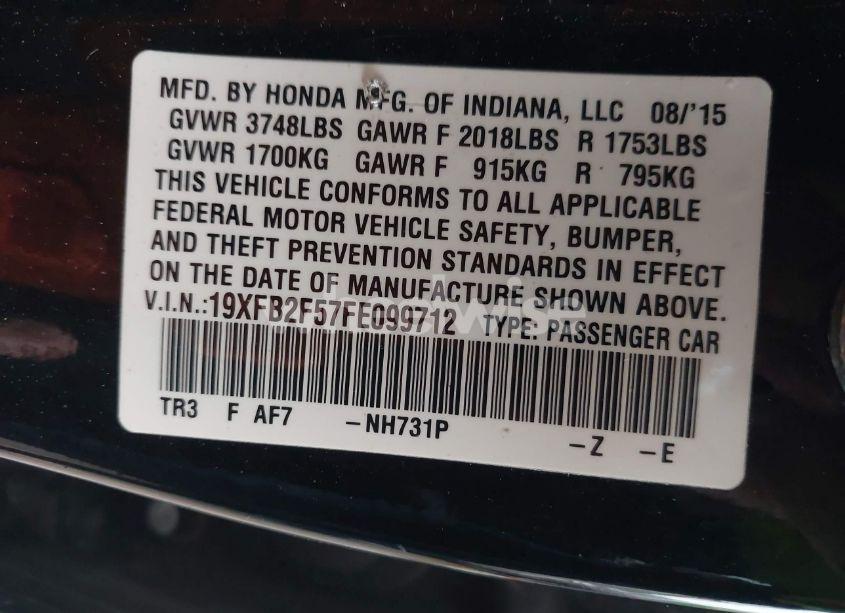 MFD. BY HONDA MFG. OF INDIANA, LLC 08/'15
GVWR 3748LBS GAWR F 2018LBS R 1753LBS
GVWR 1700KG GAWR F 915KG R 795KG
THIS VEHICLE CONFORMS TO ALL APPLICABLE
FEDERAL MOTOR VEHICLE SAFETY, BUMPER,
AND THEFT PREVENTION STANDARDS IN EFFECT
ON THE DATE OF MANUFACTURE SHOWN ABOVE.
V.I.N.:19XFB2F57FE099712 TYPE: PASSENGER CAR
TR3 F AF7 -NH731P -Z -E